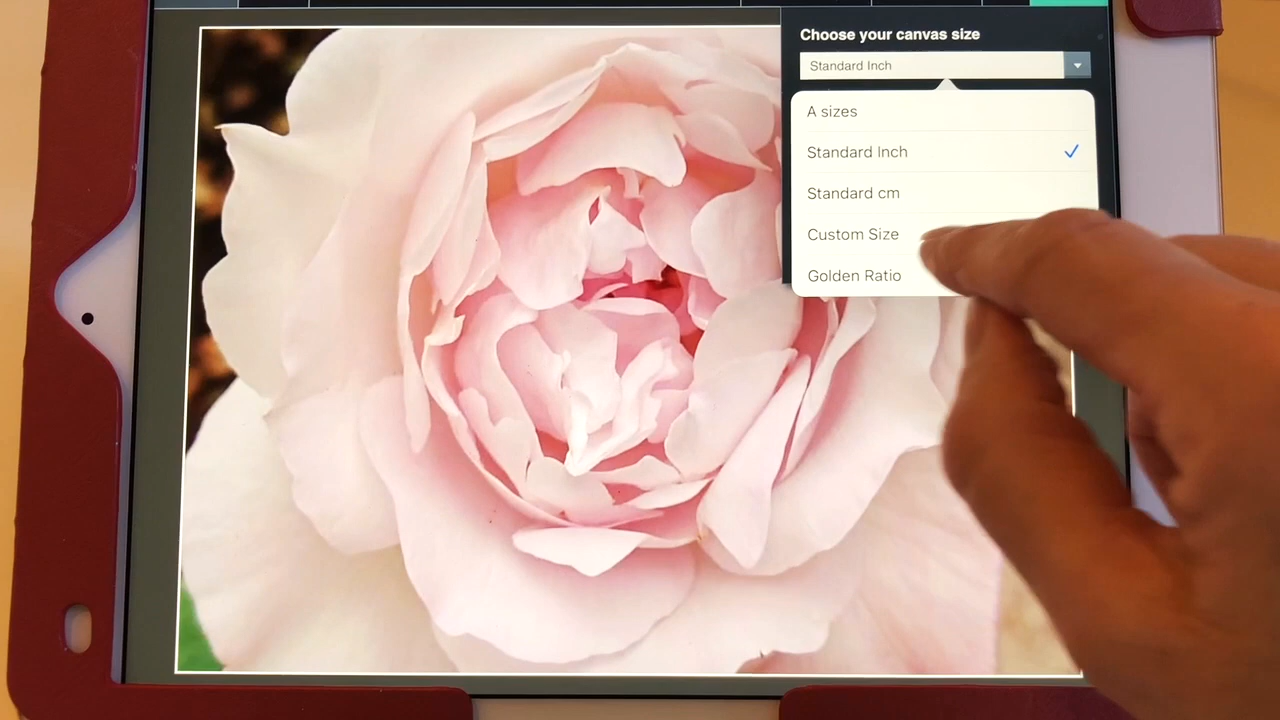 Choose your canvas size
Standard Inch
A sizes
Standard Inch
Standard cm
Custom Size
Golden Ratio